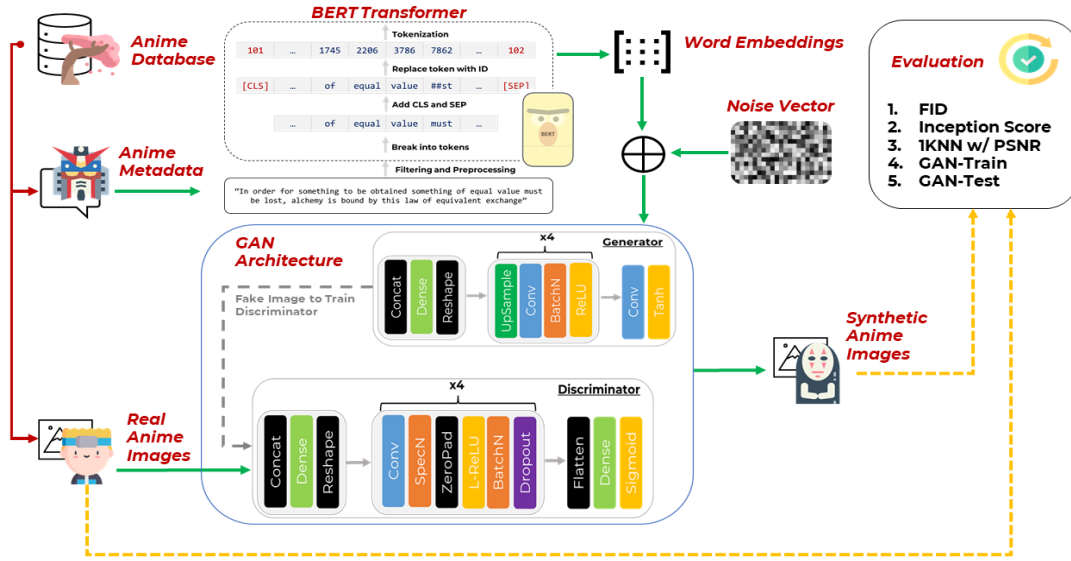 BERT Transformer
Anime
Database
Tokenization
101 … 1745 2206 3786 7862 … 102
Replace token with ID
[CLS] … of equal value ##st … [SEP]
Add CLS and SEP
… of equal value must …
BERT
Break into tokens
Filtering and Preprocessing
Anime
Metadata
"In order for something to be obtained something of equal value must
be lost, alchemy is bound by this law of equivalent exchange"
Word Embeddings
Noise Vector
Evaluation
1. FID
2. Inception Score
3. 1KNN w/ PSNR
4. GAN-Train
5. GAN-Test
GAN
Architecture
x4
Generator
Concat
Dense
Reshape
UpSample
Conv
BatchN
ReLU
Conv
Tanh
Fake Image to Train
Discriminator
Synthetic
Anime
Images
x4
Discriminator
Real
Anime
Images
Concat
Dense
Reshape
Conv
SpecN
ZeroPad
L-ReLU
BatchN
Dropout
Flatten
Dense
Sigmoid